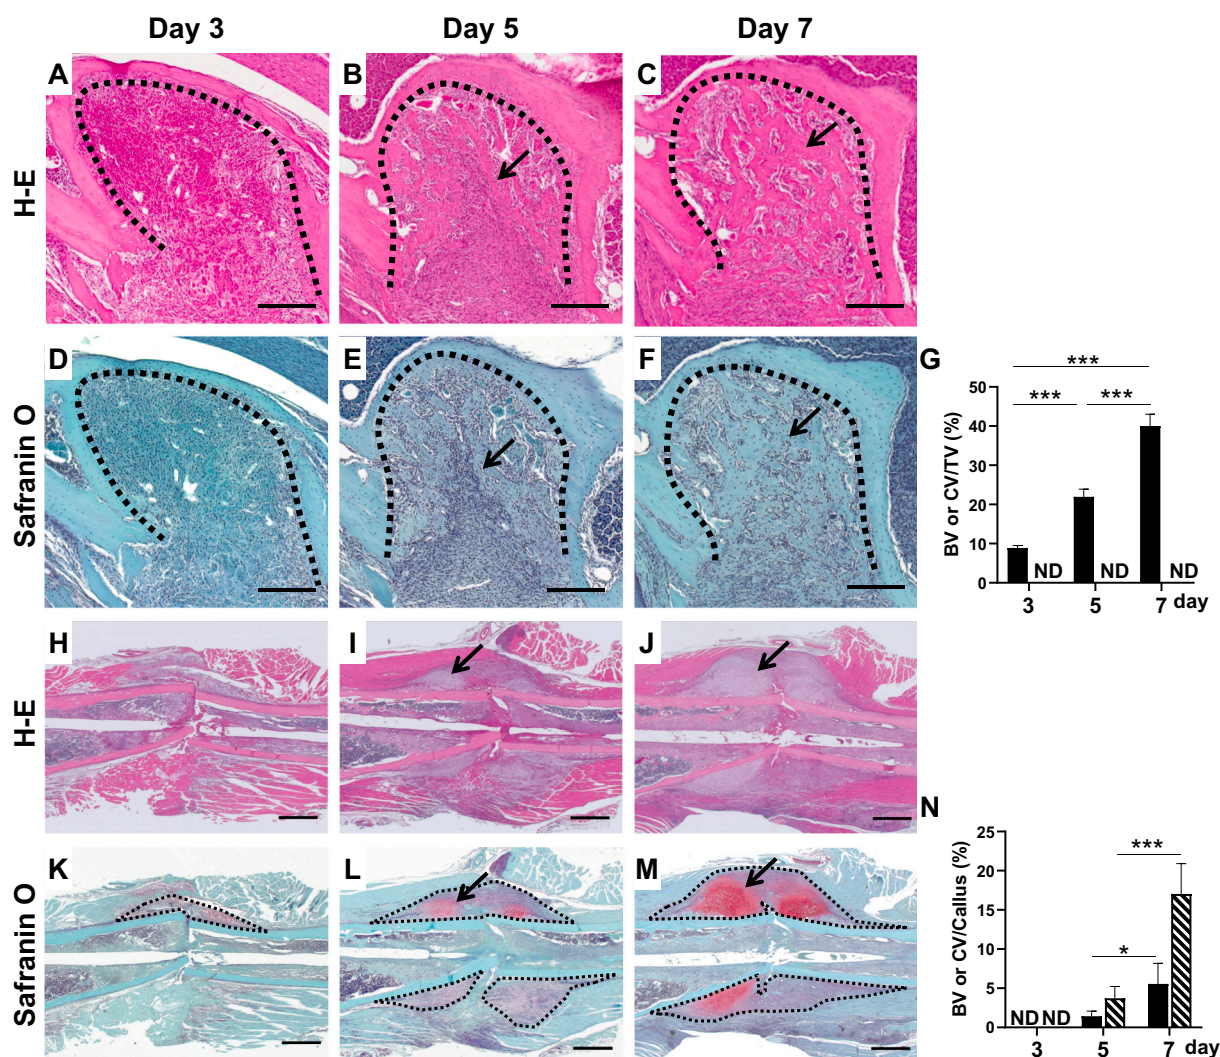 Day 3
Day 5
Day 7
H-E
A
B
C
Safranin O
D
E
F
G
***
***
***
BV or CV/TV (%)
50
40
30
20
10
0
ND
ND
ND
3
5
7
day
H-E
H
I
J
Safranin O
K
L
M
N
***
*
BV or CV/Callus (%)
25
20
15
10
5
0
ND ND
3
5
7
day